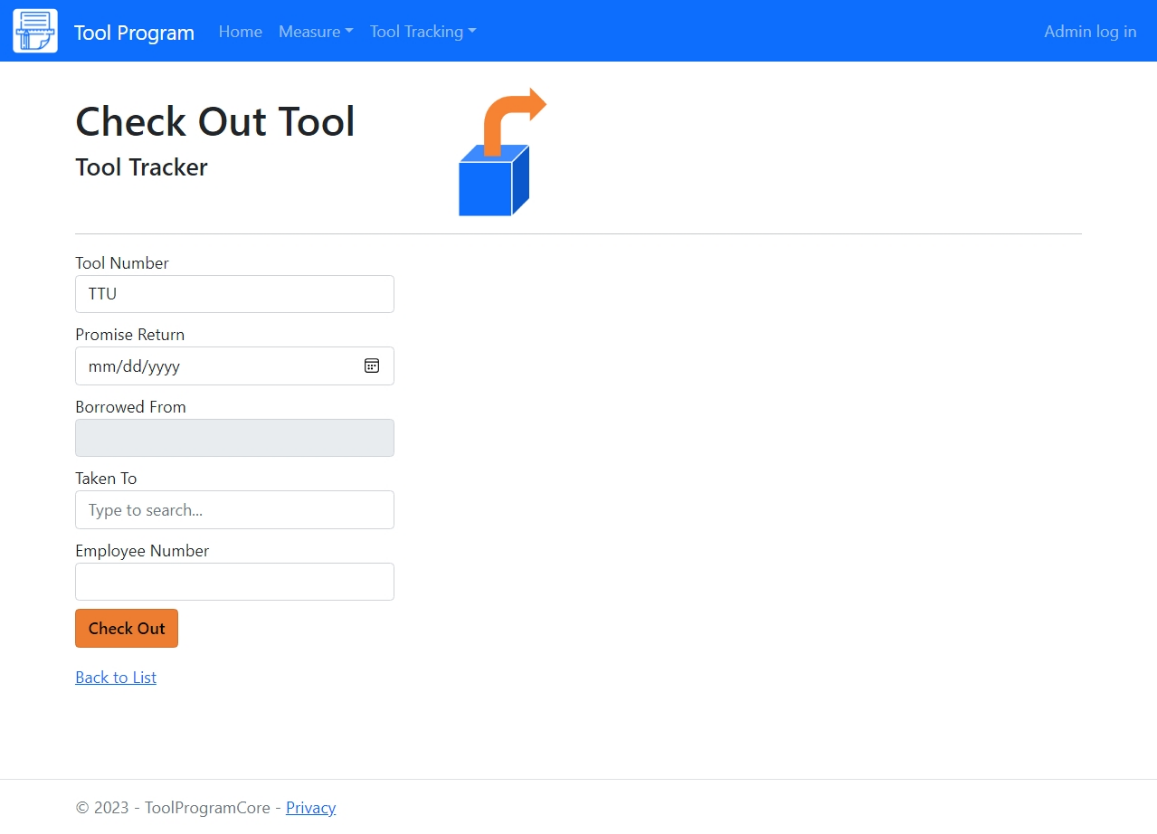 Tool Program Home Measure Tool Tracking Admin log in
Check Out Tool
Tool Tracker
Tool Number
TTU
Promise Return
mm/dd/yyyy
Borrowed From
Taken To
Type to search...
Employee Number
Check Out
Back to List
© 2023 - ToolProgramCore - Privacy